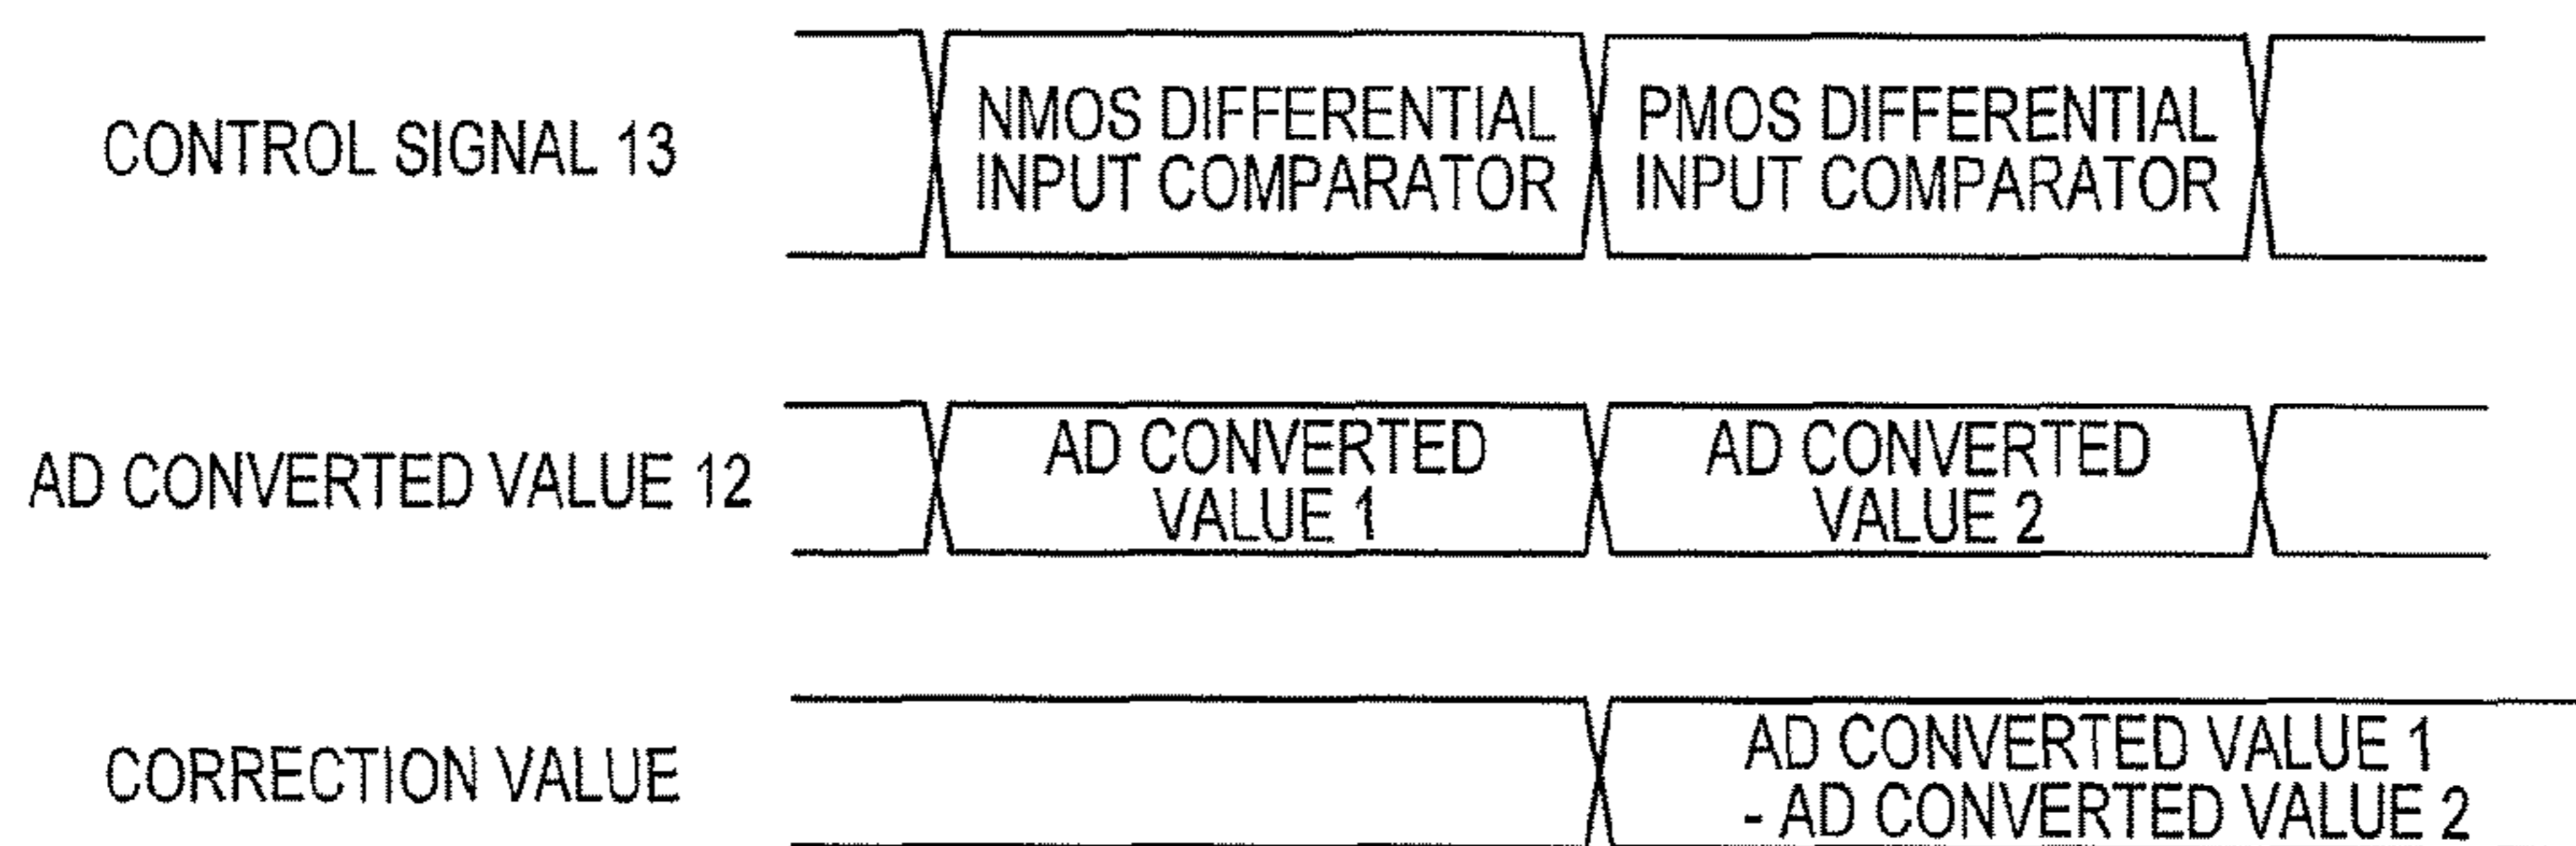 CONTROL SIGNAL 13
NMOS DIFFERENTIAL
INPUT COMPARATOR
PMOS DIFFERENTIAL
INPUT COMPARATOR
AD CONVERTED VALUE 12
AD CONVERTED
VALUE 1
AD CONVERTED
VALUE 2
CORRECTION VALUE
AD CONVERTED VALUE 1
- AD CONVERTED VALUE 2